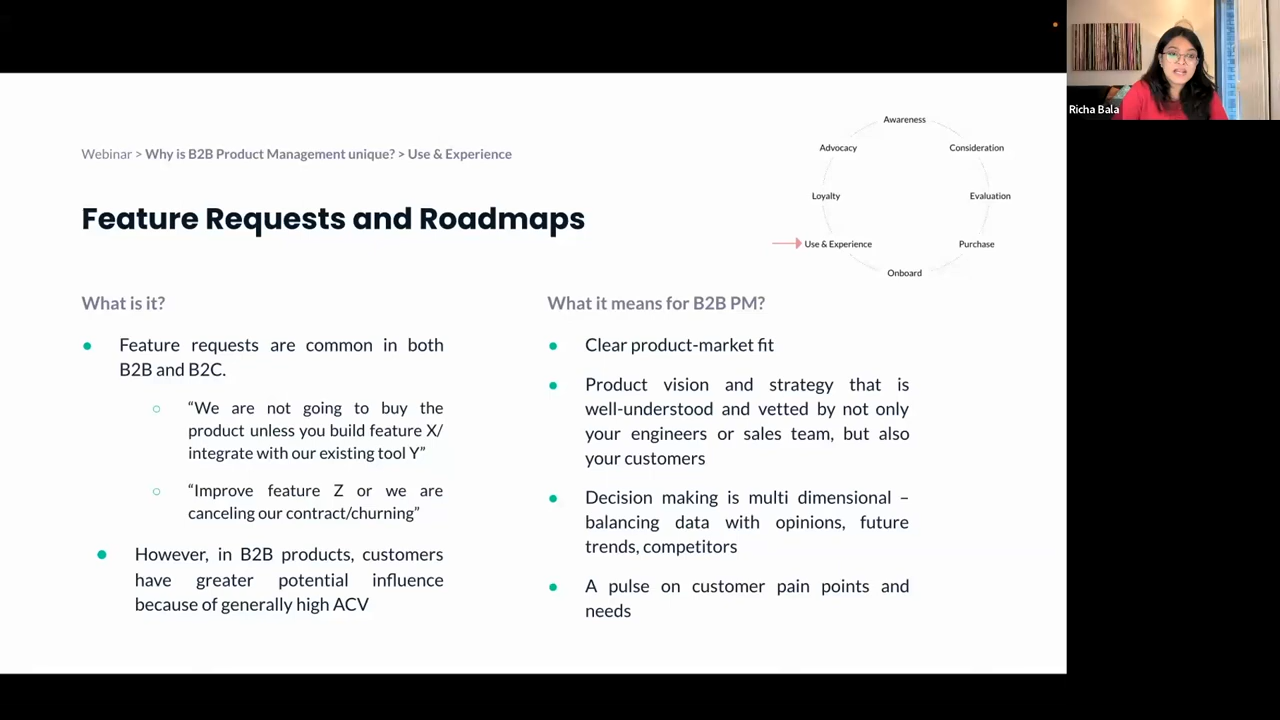 Richa Bala
Webinar > Why is B2B Product Management unique? > Use & Experience
Feature Requests and Roadmaps
Awareness
Advocacy
Consideration
Loyalty
Evaluation
Use & Experience
Purchase
Onboard
What is it?
● Feature requests are common in both
B2B and B2C.
○ “We are not going to buy the
product unless you build feature X/
integrate with our existing tool Y”
○ “Improve feature Z or we are
canceling our contract/churning”
● However, in B2B products, customers
have greater potential influence
because of generally high ACV
What it means for B2B PM?
● Clear product-market fit
● Product vision and strategy that is
well-understood and vetted by not only
your engineers or sales team, but also
your customers
● Decision making is multi dimensional –
balancing data with opinions, future
trends, competitors
● A pulse on customer pain points and
needs